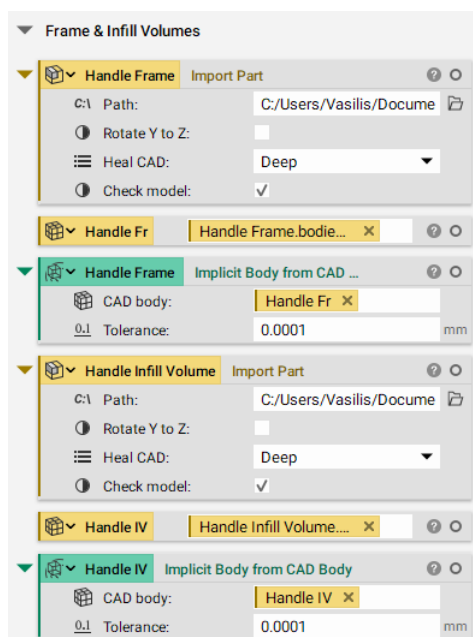 Frame & Infill Volumes
Handle Frame Import Part
C:\ Path: C:/Users/Vasilis/Docume
Rotate Y to Z:
Heal CAD: Deep
Check model:
Handle Fr Handle Frame.bodie...
Handle Frame Implicit Body from CAD ...
CAD body: Handle Fr
0.1 Tolerance: 0.0001 mm
Handle Infill Volume Import Part
C:\ Path: C:/Users/Vasilis/Docume
Rotate Y to Z:
Heal CAD: Deep
Check model:
Handle IV Handle Infill Volume....
Handle IV Implicit Body from CAD Body
CAD body: Handle IV
0.1 Tolerance: 0.0001 mm